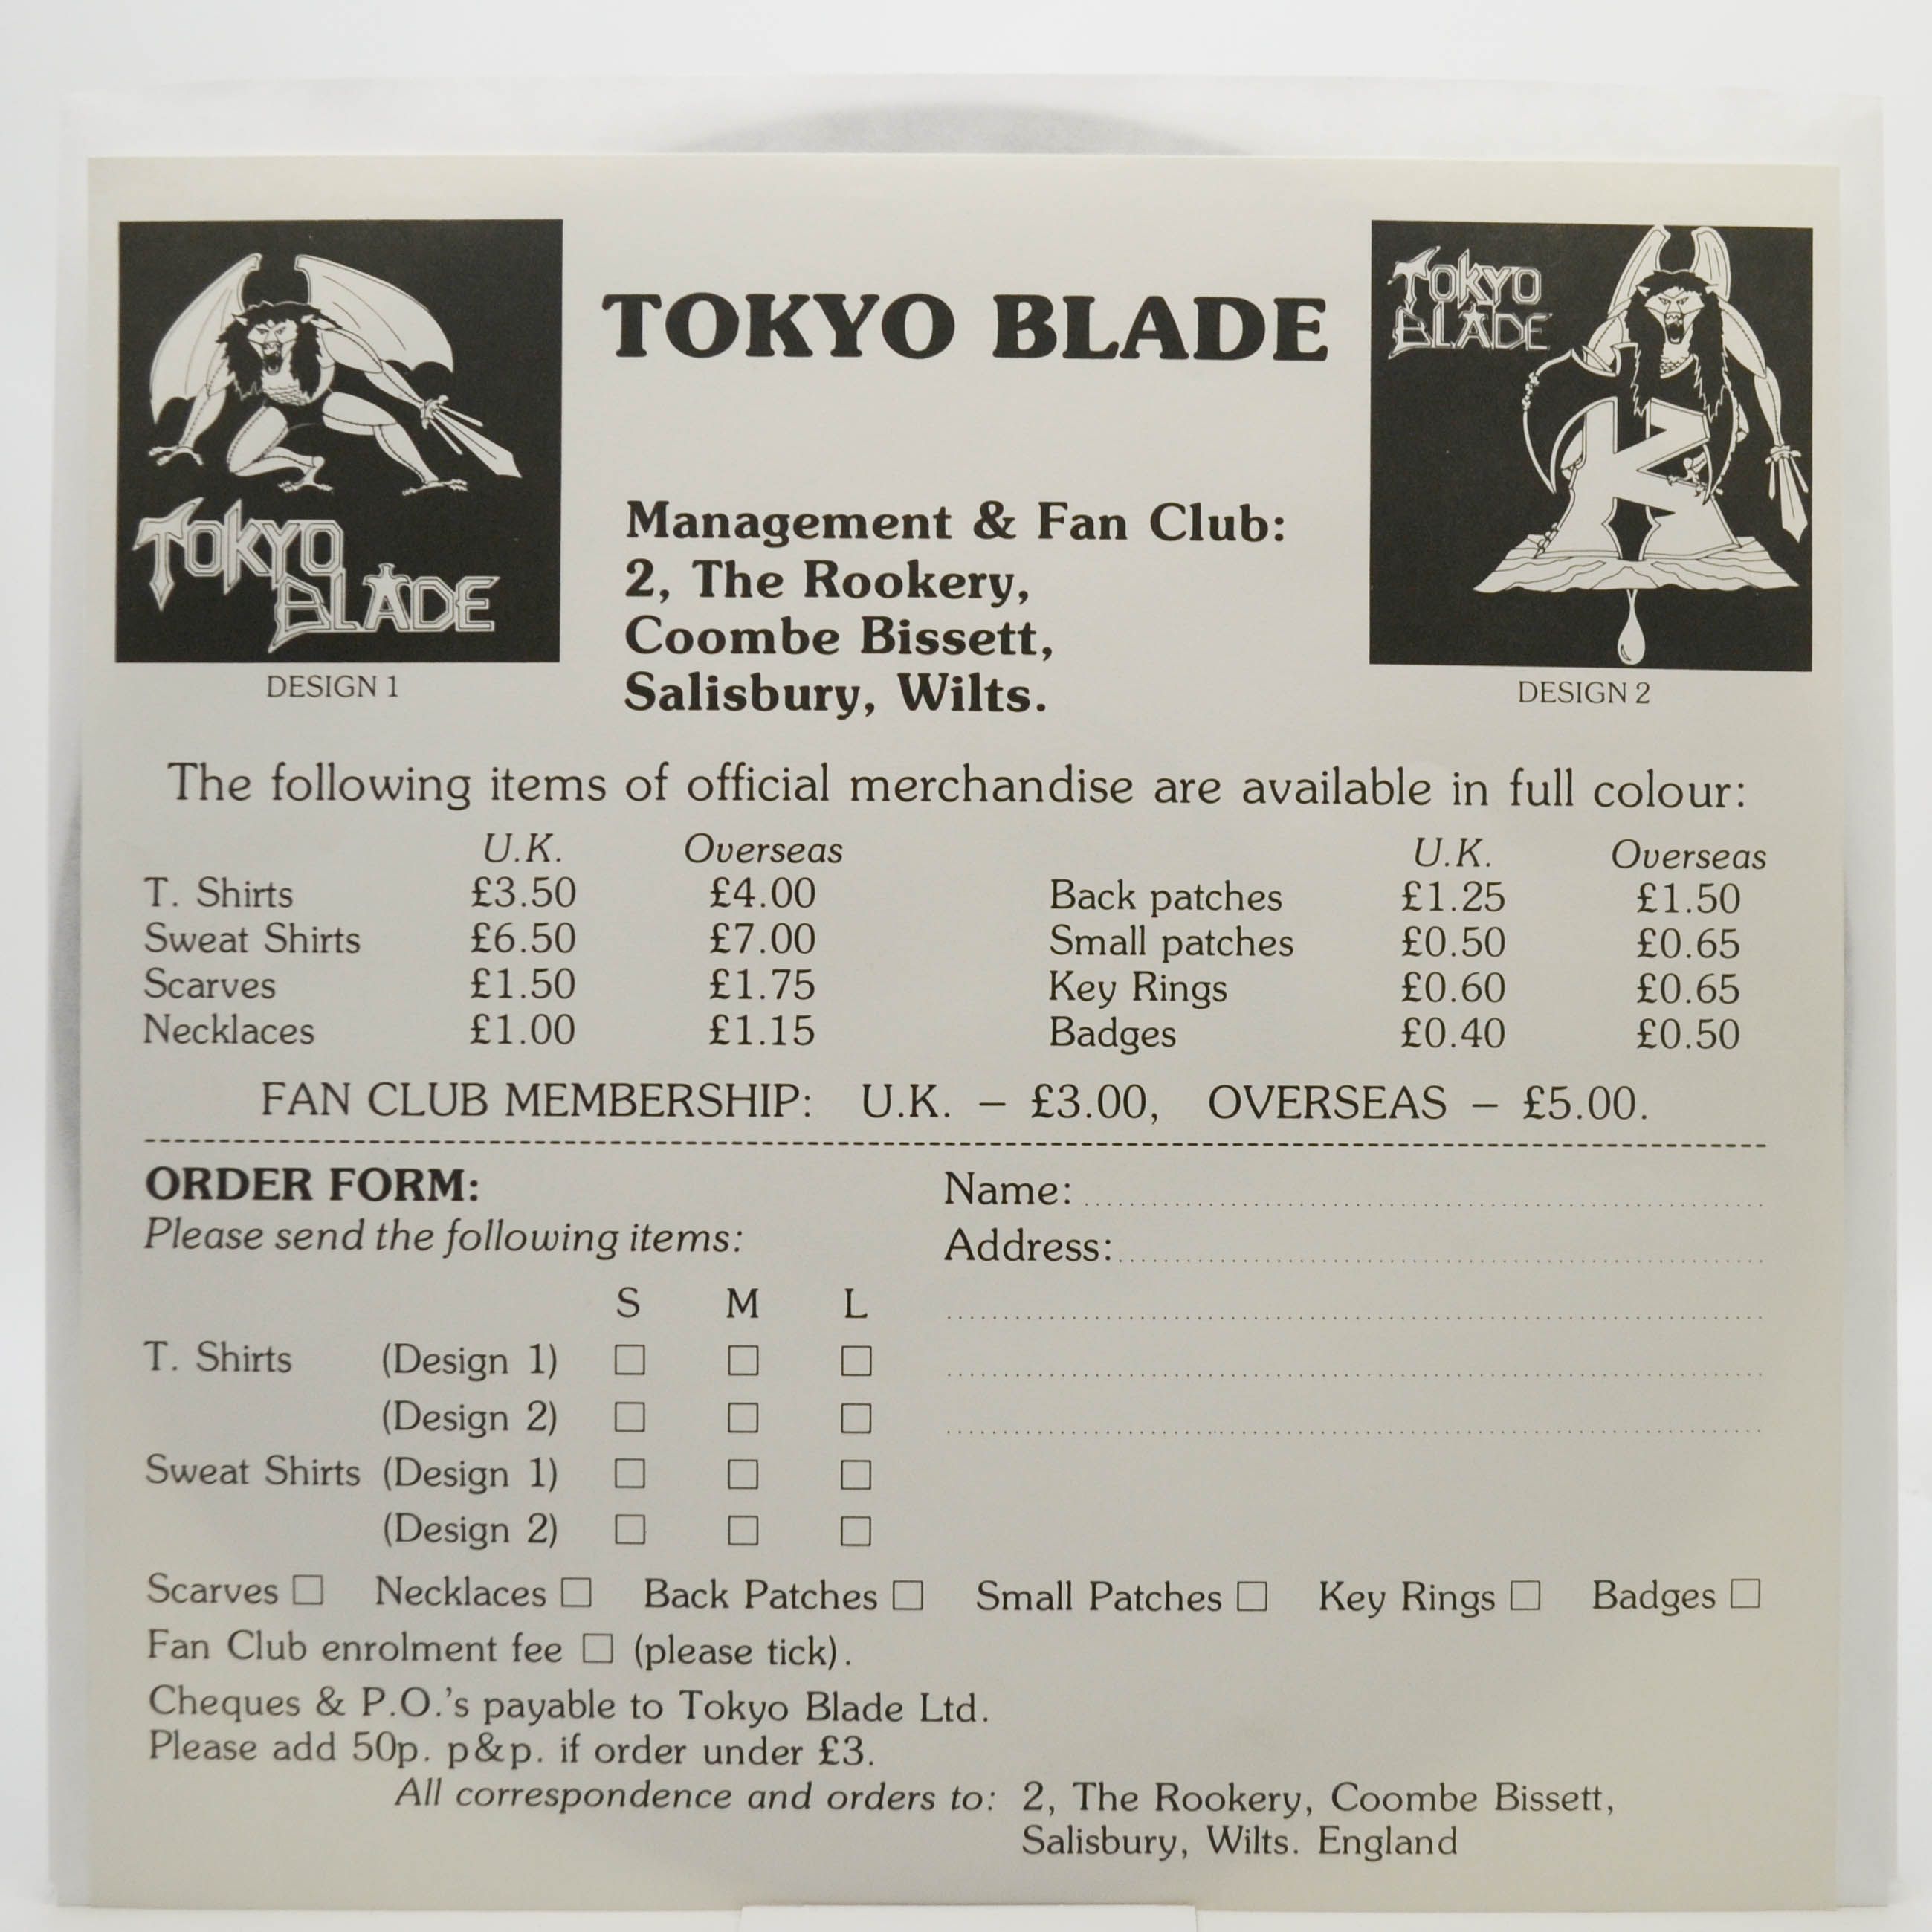 TOKYO BLADE
TOKYO
BLADE
DESIGN 1
TOKYO
BLADE
K
DESIGN 2
Management & Fan Club:
2, The Rookery,
Coombe Bissett,
Salisbury, Wilts.
The following items of official merchandise are available in full colour:
U.K. Overseas
T. Shirts £3.50 £4.00
Sweat Shirts £6.50 £7.00
Scarves £1.50 £1.75
Necklaces £1.00 £1.15
U.K. Overseas
Back patches £1.25 £1.50
Small patches £0.50 £0.65
Key Rings £0.60 £0.65
Badges £0.40 £0.50
FAN CLUB MEMBERSHIP: U.K. – £3.00, OVERSEAS – £5.00.
ORDER FORM:
Please send the following items:
Name:
Address:
S M L
T. Shirts (Design 1)
(Design 2)
Sweat Shirts (Design 1)
(Design 2)
Scarves Necklaces Back Patches Small Patches Key Rings Badges
Fan Club enrolment fee (please tick).
Cheques & P.O.'s payable to Tokyo Blade Ltd.
Please add 50p. p&p. if order under £3.
All correspondence and orders to: 2, The Rookery, Coombe Bissett,
Salisbury, Wilts. England